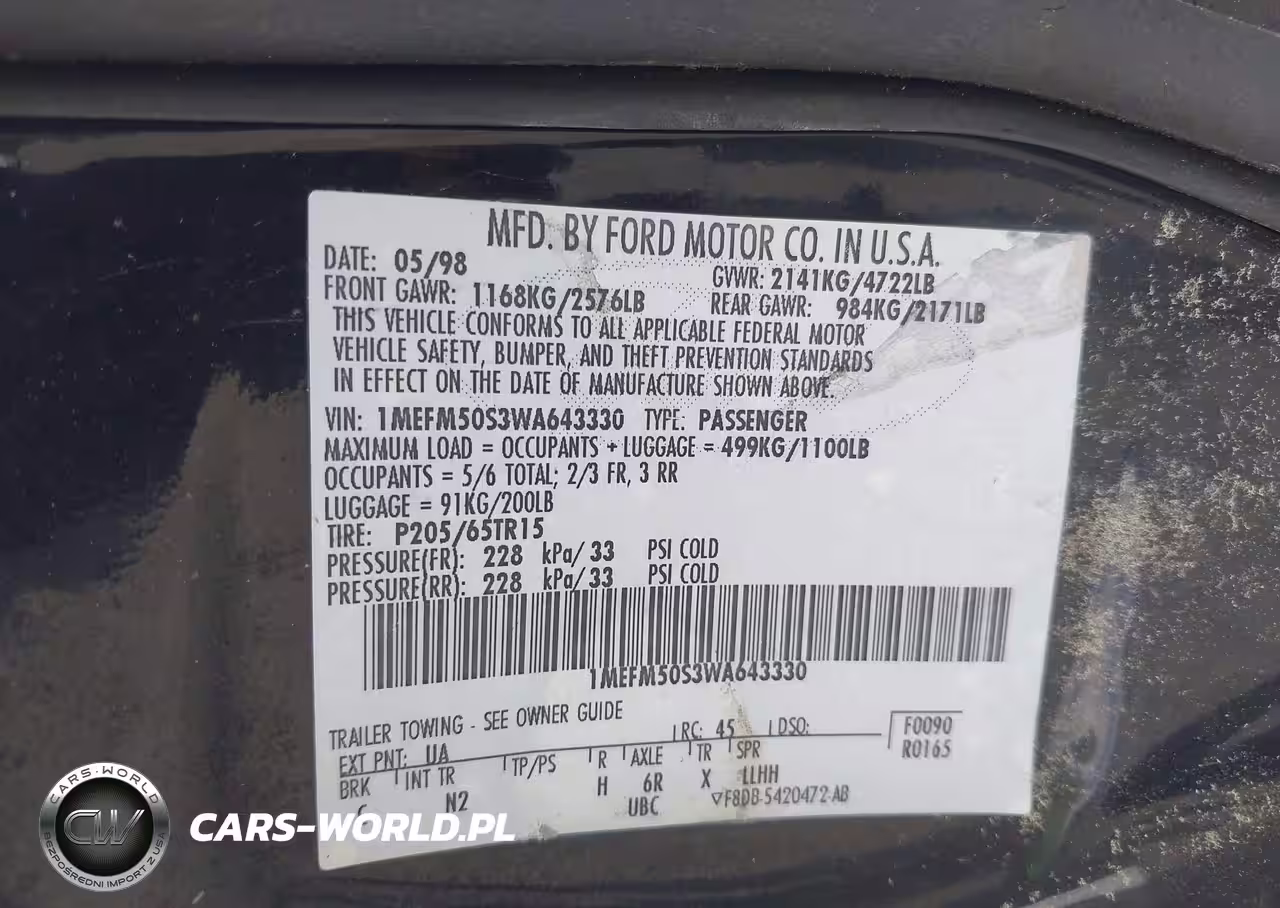 MFD. BY FORD MOTOR CO. IN U.S.A.
DATE: 05/98 GVWR: 2141KG/4722LB
FRONT GAWR: 1168KG/2576LB REAR GAWR: 984KG/2171LB
THIS VEHICLE CONFORMS TO ALL APPLICABLE FEDERAL MOTOR
VEHICLE SAFETY, BUMPER, AND THEFT PREVENTION STANDARDS
IN EFFECT ON THE DATE OF MANUFACTURE SHOWN ABOVE.
VIN: 1MEFM50S3WA643330 TYPE: PASSENGER
MAXIMUM LOAD = OCCUPANTS + LUGGAGE = 499KG/1100LB
OCCUPANTS = 5/6 TOTAL; 2/3 FR, 3 RR
LUGGAGE = 91KG/200LB
TIRE: P205/65TR15
PRESSURE(FR): 228 kPa/ 33 PSI COLD
PRESSURE(RR): 228 kPa/ 33 PSI COLD
1MEFM50S3WA643330
TRAILER TOWING - SEE OWNER GUIDE
EXT PNT: UA RC: 45 DSO: F0090
R0165
BRK INT TR TP/PS R AXLE TR SPR
C N2 H 6R X LLHH
UBC ▽F8DB-5420472-AB
CARS-WORLD
CW
BEZPOŚREDNI IMPORT Z USA
CARS-WORLD.PL